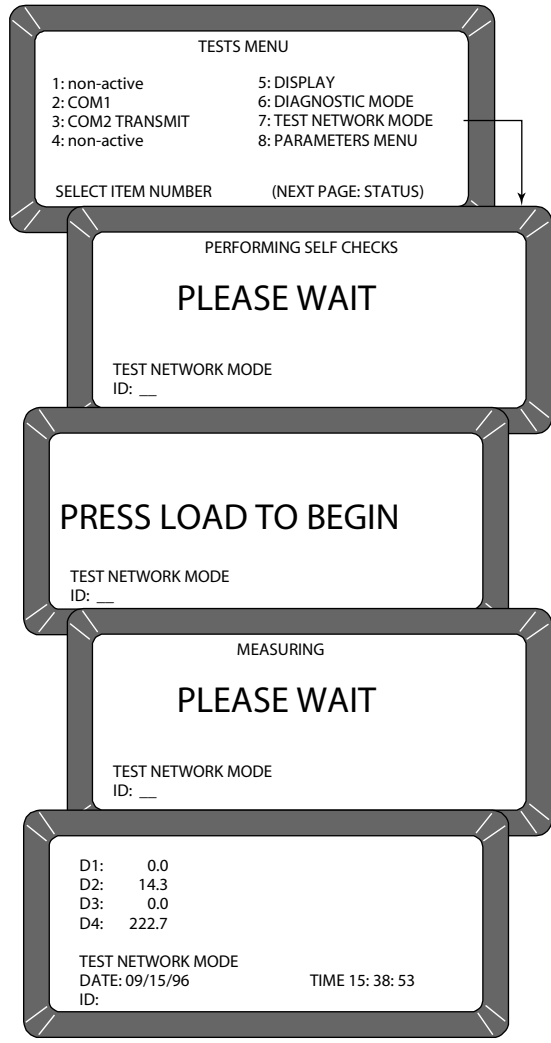 TESTS MENU
1: non-active 5: DISPLAY
2: COM1 6: DIAGNOSTIC MODE
3: COM2 TRANSMIT 7: TEST NETWORK MODE
4: non-active 8: PARAMETERS MENU
SELECT ITEM NUMBER (NEXT PAGE: STATUS)
PERFORMING SELF CHECKS
PLEASE WAIT
TEST NETWORK MODE
ID: __
PRESS LOAD TO BEGIN
TEST NETWORK MODE
ID: __
MEASURING
PLEASE WAIT
TEST NETWORK MODE
ID: __
D1: 0.0
D2: 14.3
D3: 0.0
D4: 222.7
TEST NETWORK MODE
DATE: 09/15/96 TIME 15: 38: 53
ID: